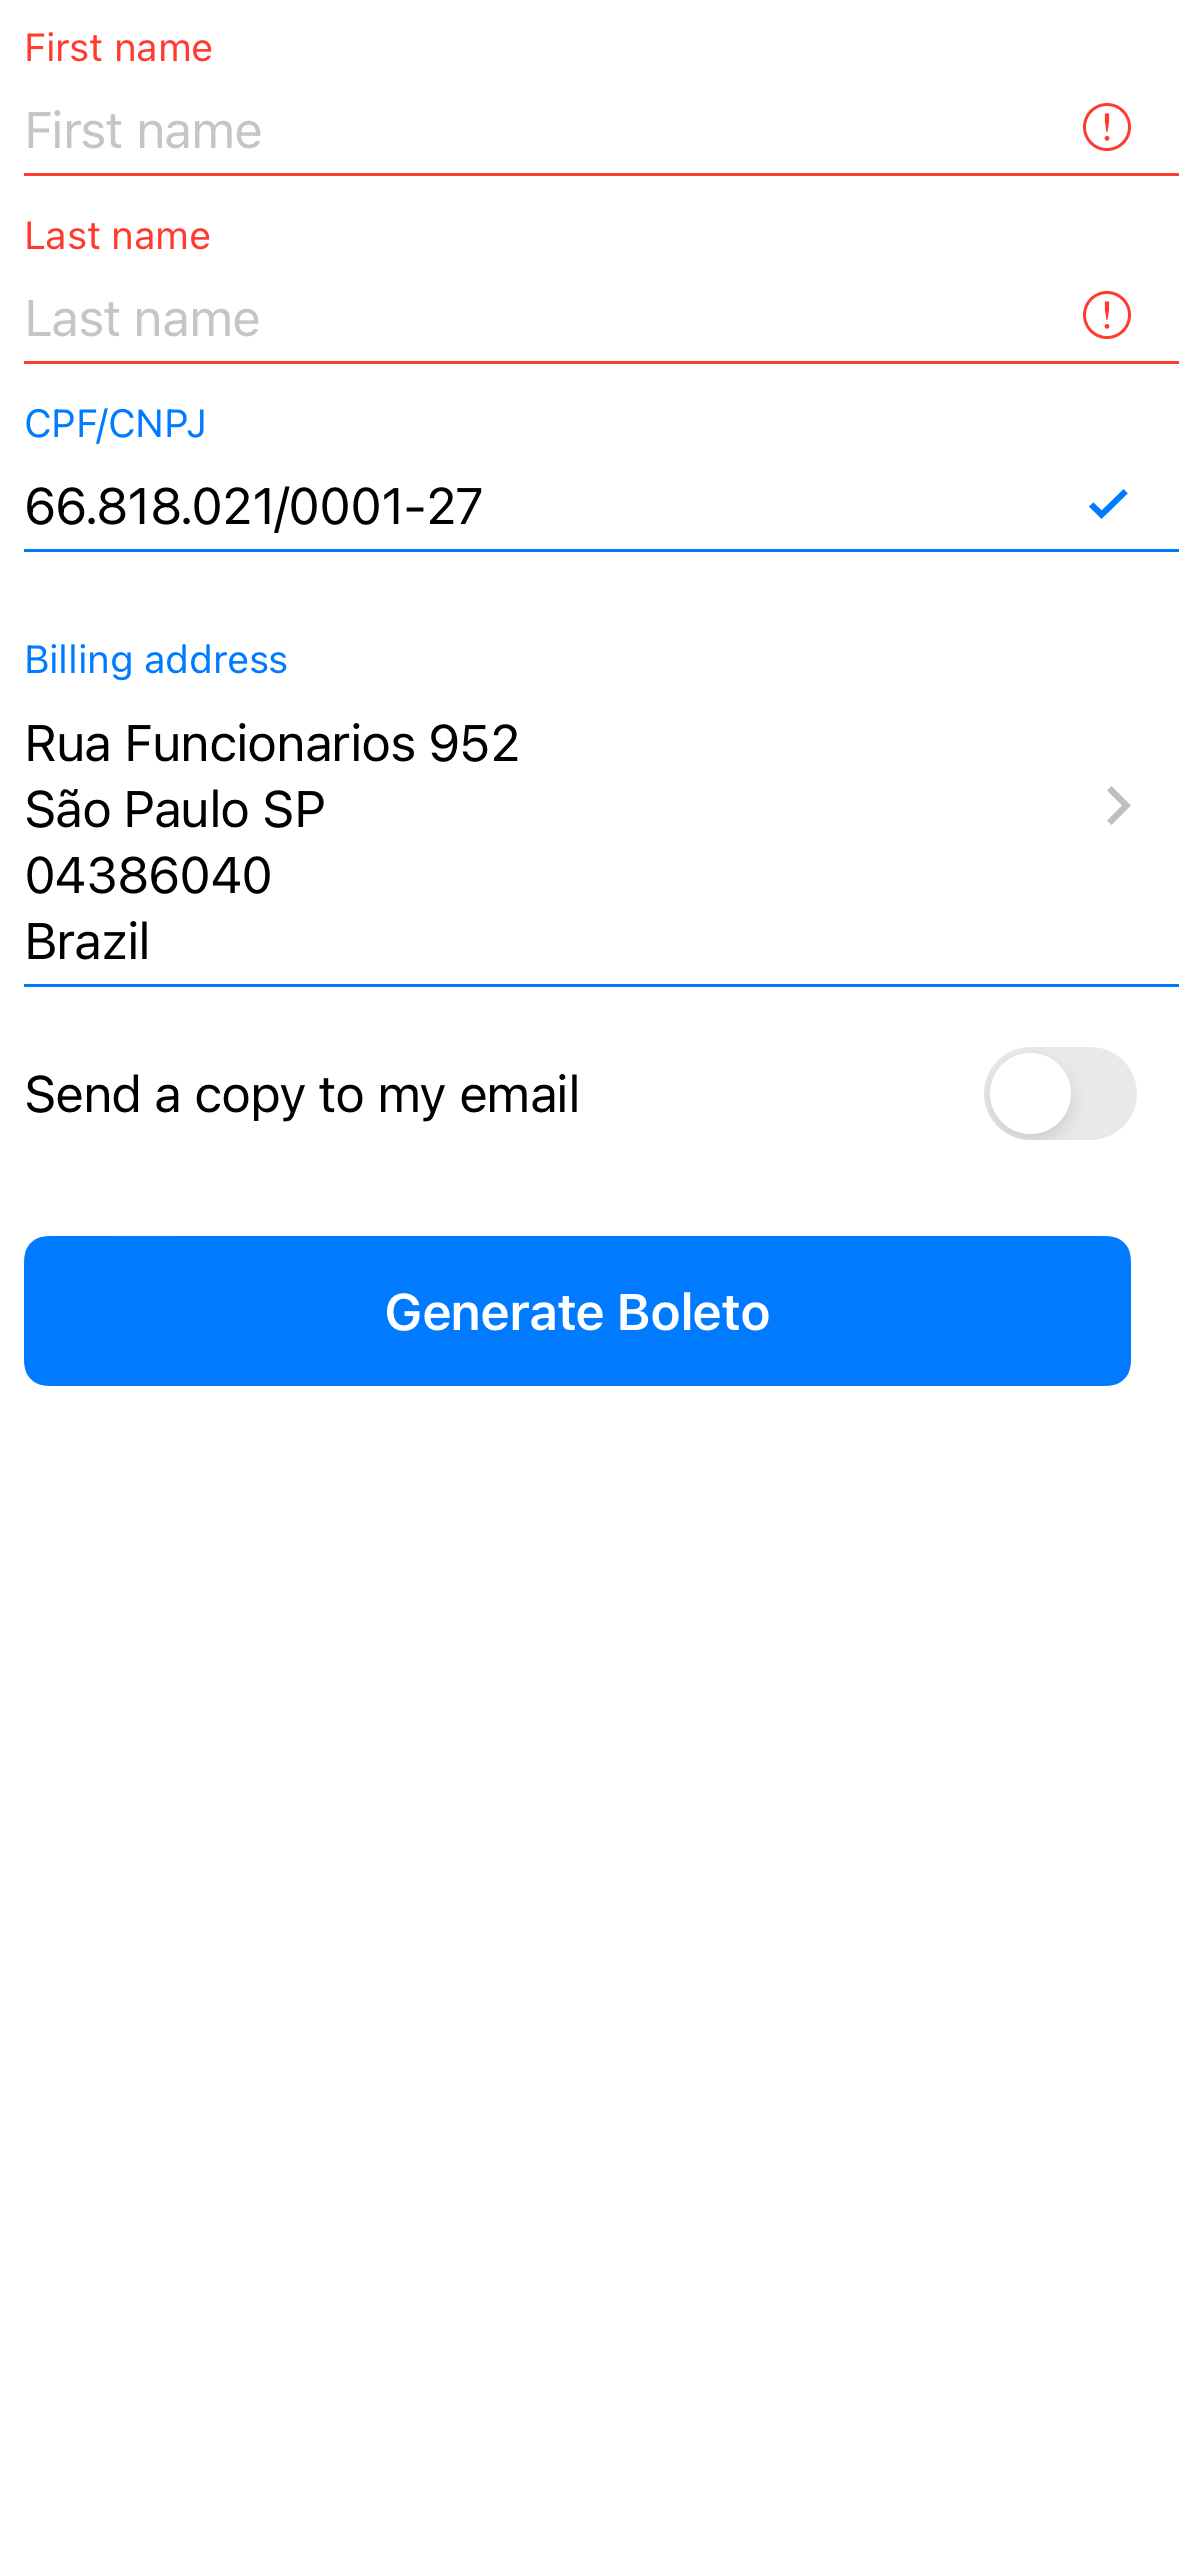 First name
First name
Last name
Last name
CPF/CNPJ
66.818.021/0001-27
Billing address
Rua Funcionarios 952
São Paulo SP
04386040
Brazil
Send a copy to my email
Generate Boleto